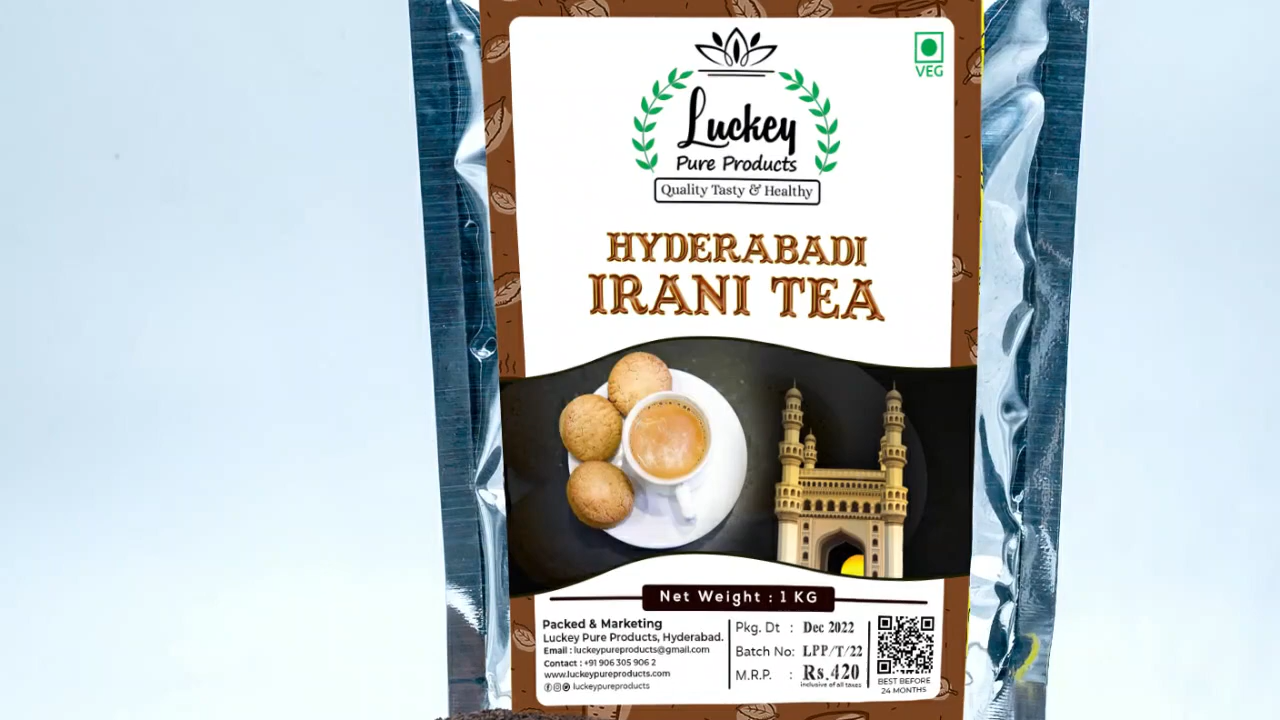 VEG
Luckey
Pure Products
Quality Tasty & Healthy
HYDERABADI
IRANI TEA
Net Weight : 1 KG
Packed & Marketing
Luckey Pure Products, Hyderabad.
Email : luckeypureproducts@gmail.com
Contact : +91 906 305 906 2
www.luckeypureproducts.com
luckeypureproducts
Pkg. Dt : Dec 2022
Batch No: LPP/T/22
M.R.P. : Rs.420
inclusive of all taxes
BEST BEFORE
24 MONTHS